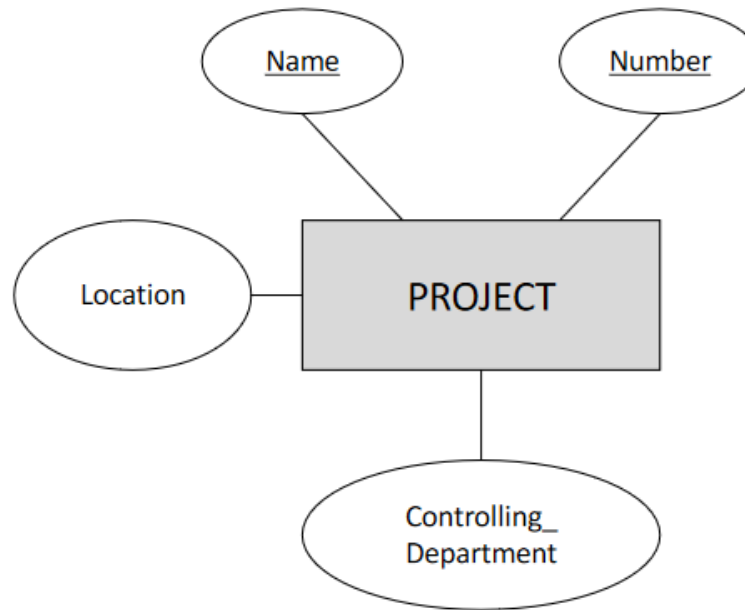 Name
Number
Location
PROJECT
Controlling_
Department